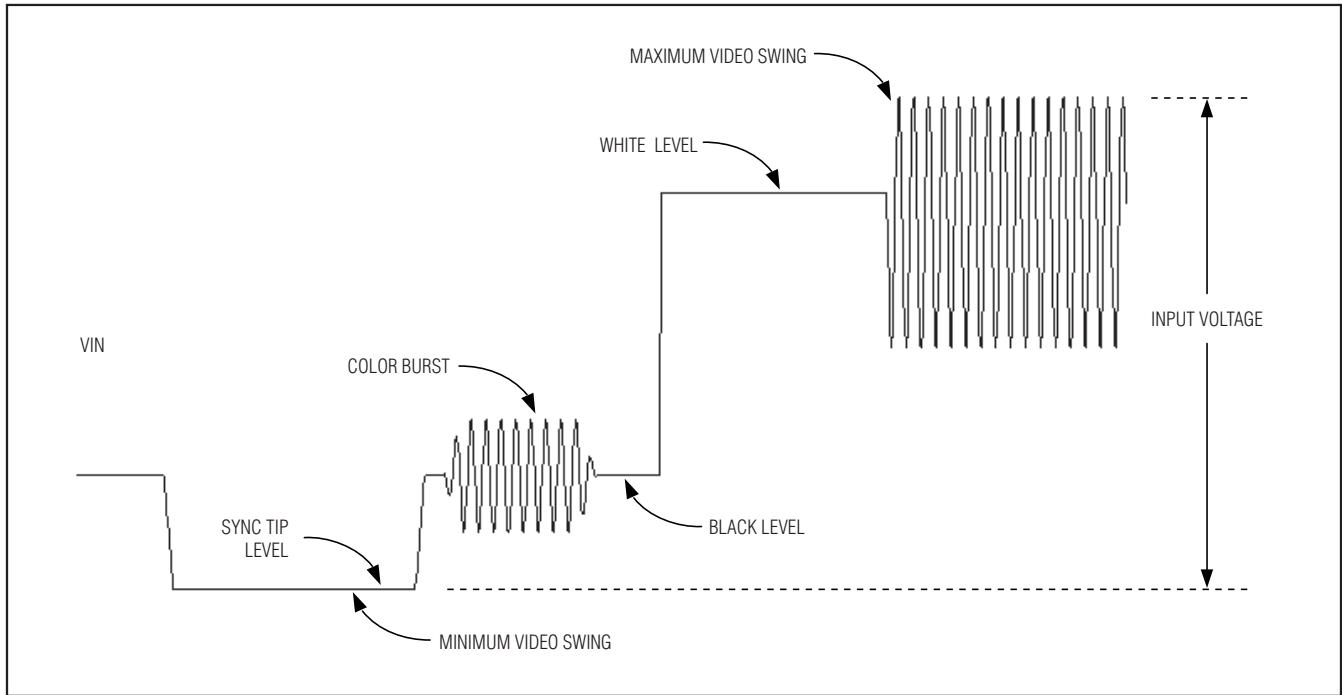 MAXIMUM VIDEO SWING
WHITE LEVEL
INPUT VOLTAGE
VIN
COLOR BURST
SYNC TIP
LEVEL
BLACK LEVEL
MINIMUM VIDEO SWING